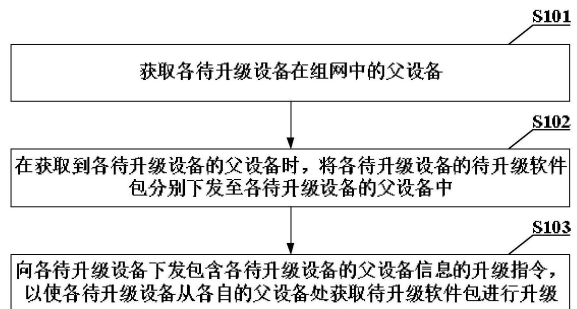 S101
获取各待升级设备在组网中的父设备
S102
在获取到各待升级设备的父设备时，将各待升级设备的待升级软件
包分别下发至各待升级设备的父设备中
S103
向各待升级设备下发包含各待升级设备的父设备信息的升级指令，
以使各待升级设备从各自的父设备处获取待升级软件包进行升级